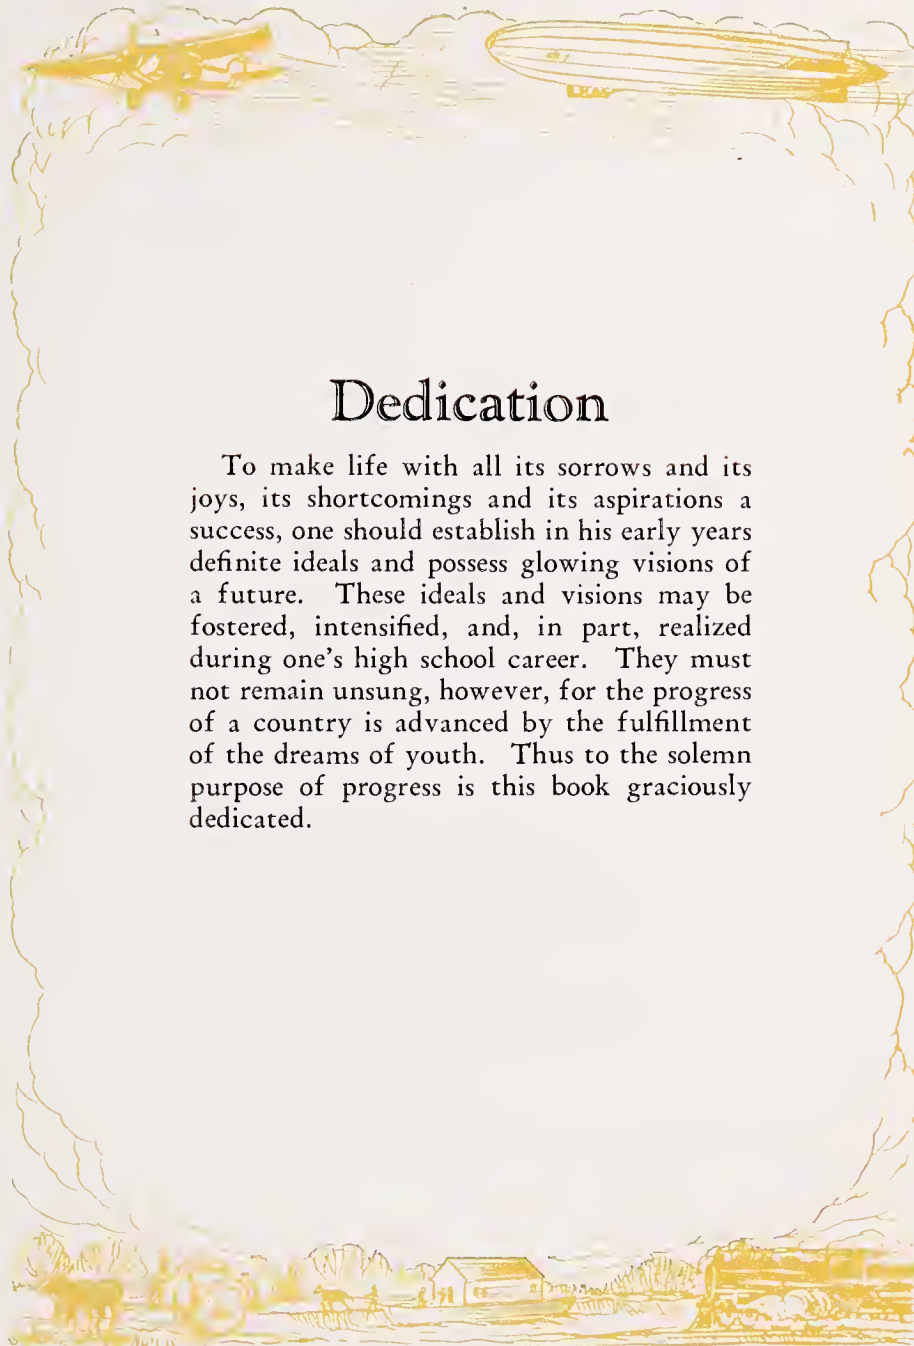 Dedication
To make life with all its sorrows and its
joys, its shortcomings and its aspirations a
success, one should establish in his early years
definite ideals and possess glowing visions of
a future. These ideals and visions may be
fostered, intensified, and, in part, realized
during one's high school career. They must
not remain unsung, however, for the progress
of a country is advanced by the fulfillment
of the dreams of youth. Thus to the solemn
purpose of progress is this book graciously
dedicated.